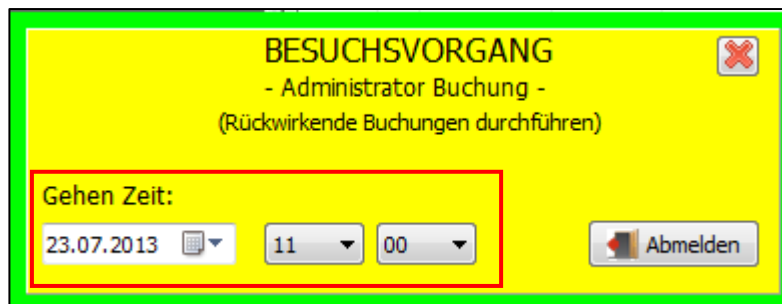 BESUCHSVORGANG
- Administrator Buchung -
(Rückwirkende Buchungen durchführen)
Gehen Zeit:
23.07.2013 11 00 Abmelden